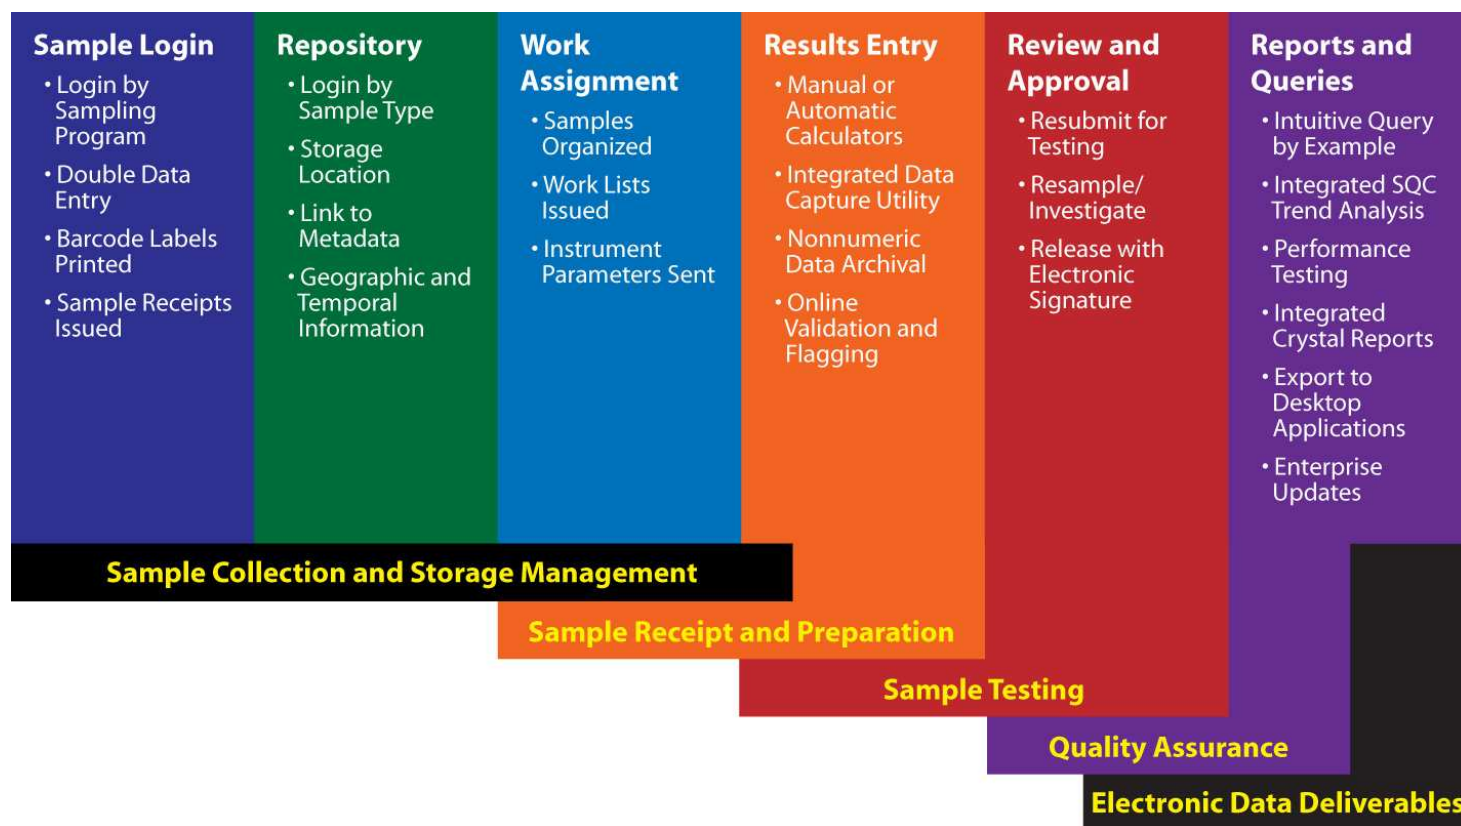 Sample Login
• Login by
Sampling
Program
• Double Data
Entry
• Barcode Labels
Printed
• Sample Receipts
Issued
Repository
• Login by
Sample Type
• Storage
Location
• Link to
Metadata
• Geographic and
Temporal
Information
Work
Assignment
• Samples
Organized
• Work Lists
Issued
• Instrument
Parameters Sent
Results Entry
• Manual or
Automatic
Calculators
• Integrated Data
Capture Utility
• Nonnumeric
Data Archival
• Online
Validation and
Flagging
Review and
Approval
• Resubmit for
Testing
• Resample/
Investigate
• Release with
Electronic
Signature
Reports and
Queries
• Intuitive Query
by Example
• Integrated SQC
Trend Analysis
• Performance
Testing
• Integrated
Crystal Reports
• Export to
Desktop
Applications
• Enterprise
Updates
Sample Collection and Storage Management
Sample Receipt and Preparation
Sample Testing
Quality Assurance
Electronic Data Deliverables